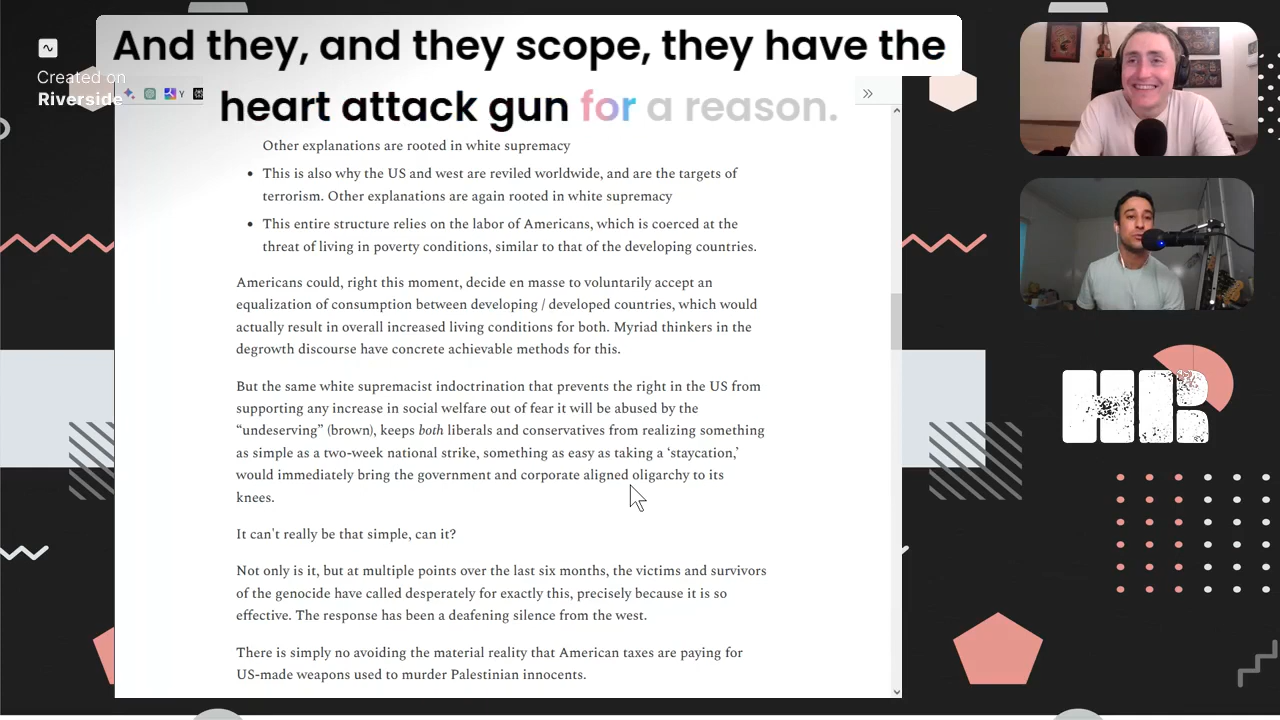 And they, and they scope, they have the
heart attack gun for a reason.
Created on
Riverside
Y
Other explanations are rooted in white supremacy
• This is also why the US and west are reviled worldwide, and are the targets of
terrorism. Other explanations are again rooted in white supremacy
• This entire structure relies on the labor of Americans, which is coerced at the
threat of living in poverty conditions, similar to that of the developing countries.
Americans could, right this moment, decide en masse to voluntarily accept an
equalization of consumption between developing / developed countries, which would
actually result in overall increased living conditions for both. Myriad thinkers in the
degrowth discourse have concrete achievable methods for this.
But the same white supremacist indoctrination that prevents the right in the US from
supporting any increase in social welfare out of fear it will be abused by the
“undeserving” (brown), keeps both liberals and conservatives from realizing something
as simple as a two-week national strike, something as easy as taking a ‘staycation,’
would immediately bring the government and corporate aligned oligarchy to its
knees.
It can't really be that simple, can it?
Not only is it, but at multiple points over the last six months, the victims and survivors
of the genocide have called desperately for exactly this, precisely because it is so
effective. The response has been a deafening silence from the west.
There is simply no avoiding the material reality that American taxes are paying for
US-made weapons used to murder Palestinian innocents.
HR